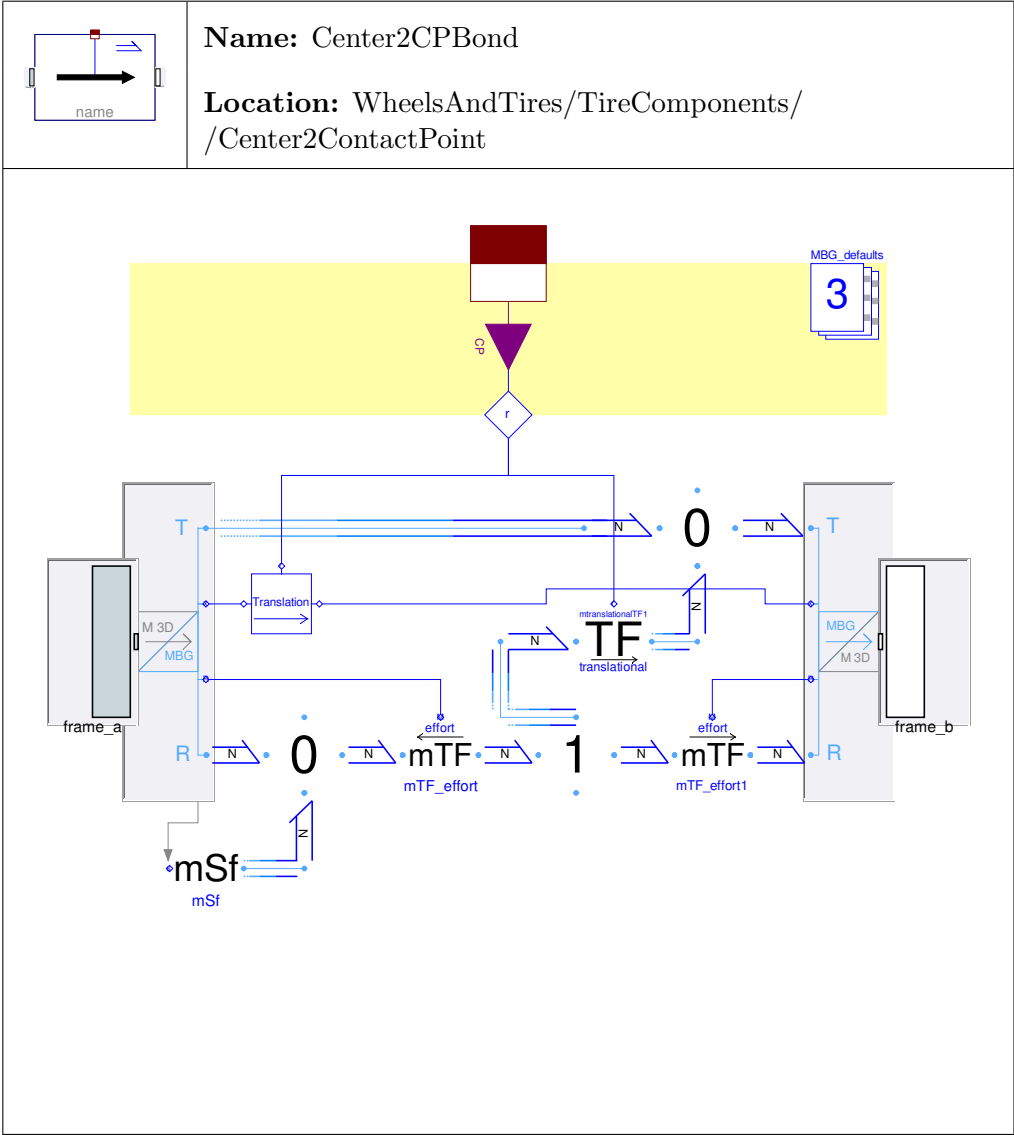 name
Name: Center2CPBond
Location: WheelsAndTires/TireComponents/
/Center2ContactPoint
MBG_defaults
3
CP
r
T
N
0
N
T
Translation
mtranslationalTF1
TF
translational
N
N
M 3D
MBG
MBG
M 3D
frame_a
frame_b
effort
effort
R
N
0
N
mTF
N
1
N
mTF
N
R
mTF_effort
mTF_effort1
N
mSf
mSf